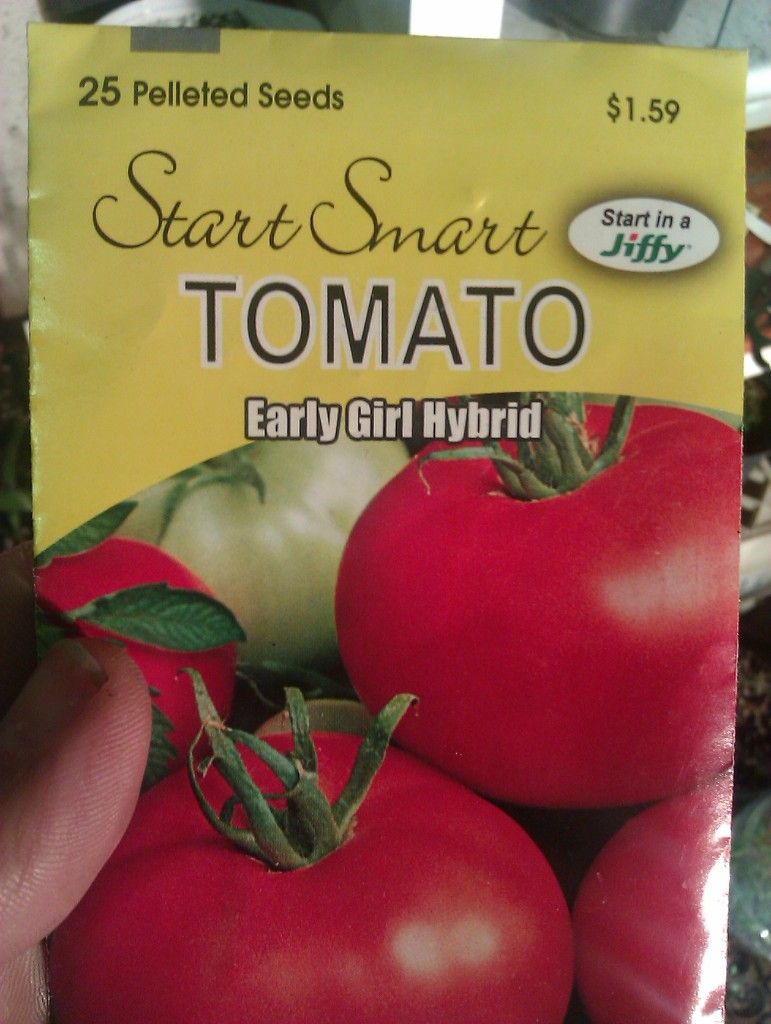 25 Pelleted Seeds
$1.59
Start Smart
Start in a
Jiffy
TOMATO
Early Girl Hybrid